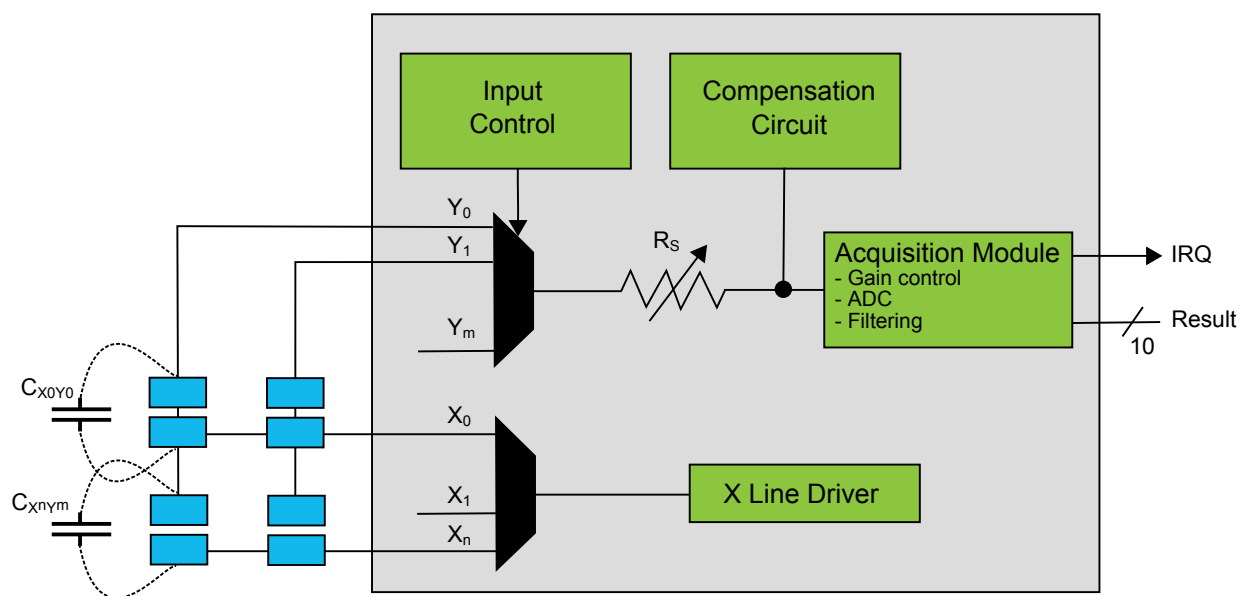 Input
Control
Compensation
Circuit
Y0
Y1
RS
Acquisition Module
- Gain control
- ADC
- Filtering
IRQ
Result
10
Ym
CX0Y0
X0
CXnYm
X1
Xn
X Line Driver